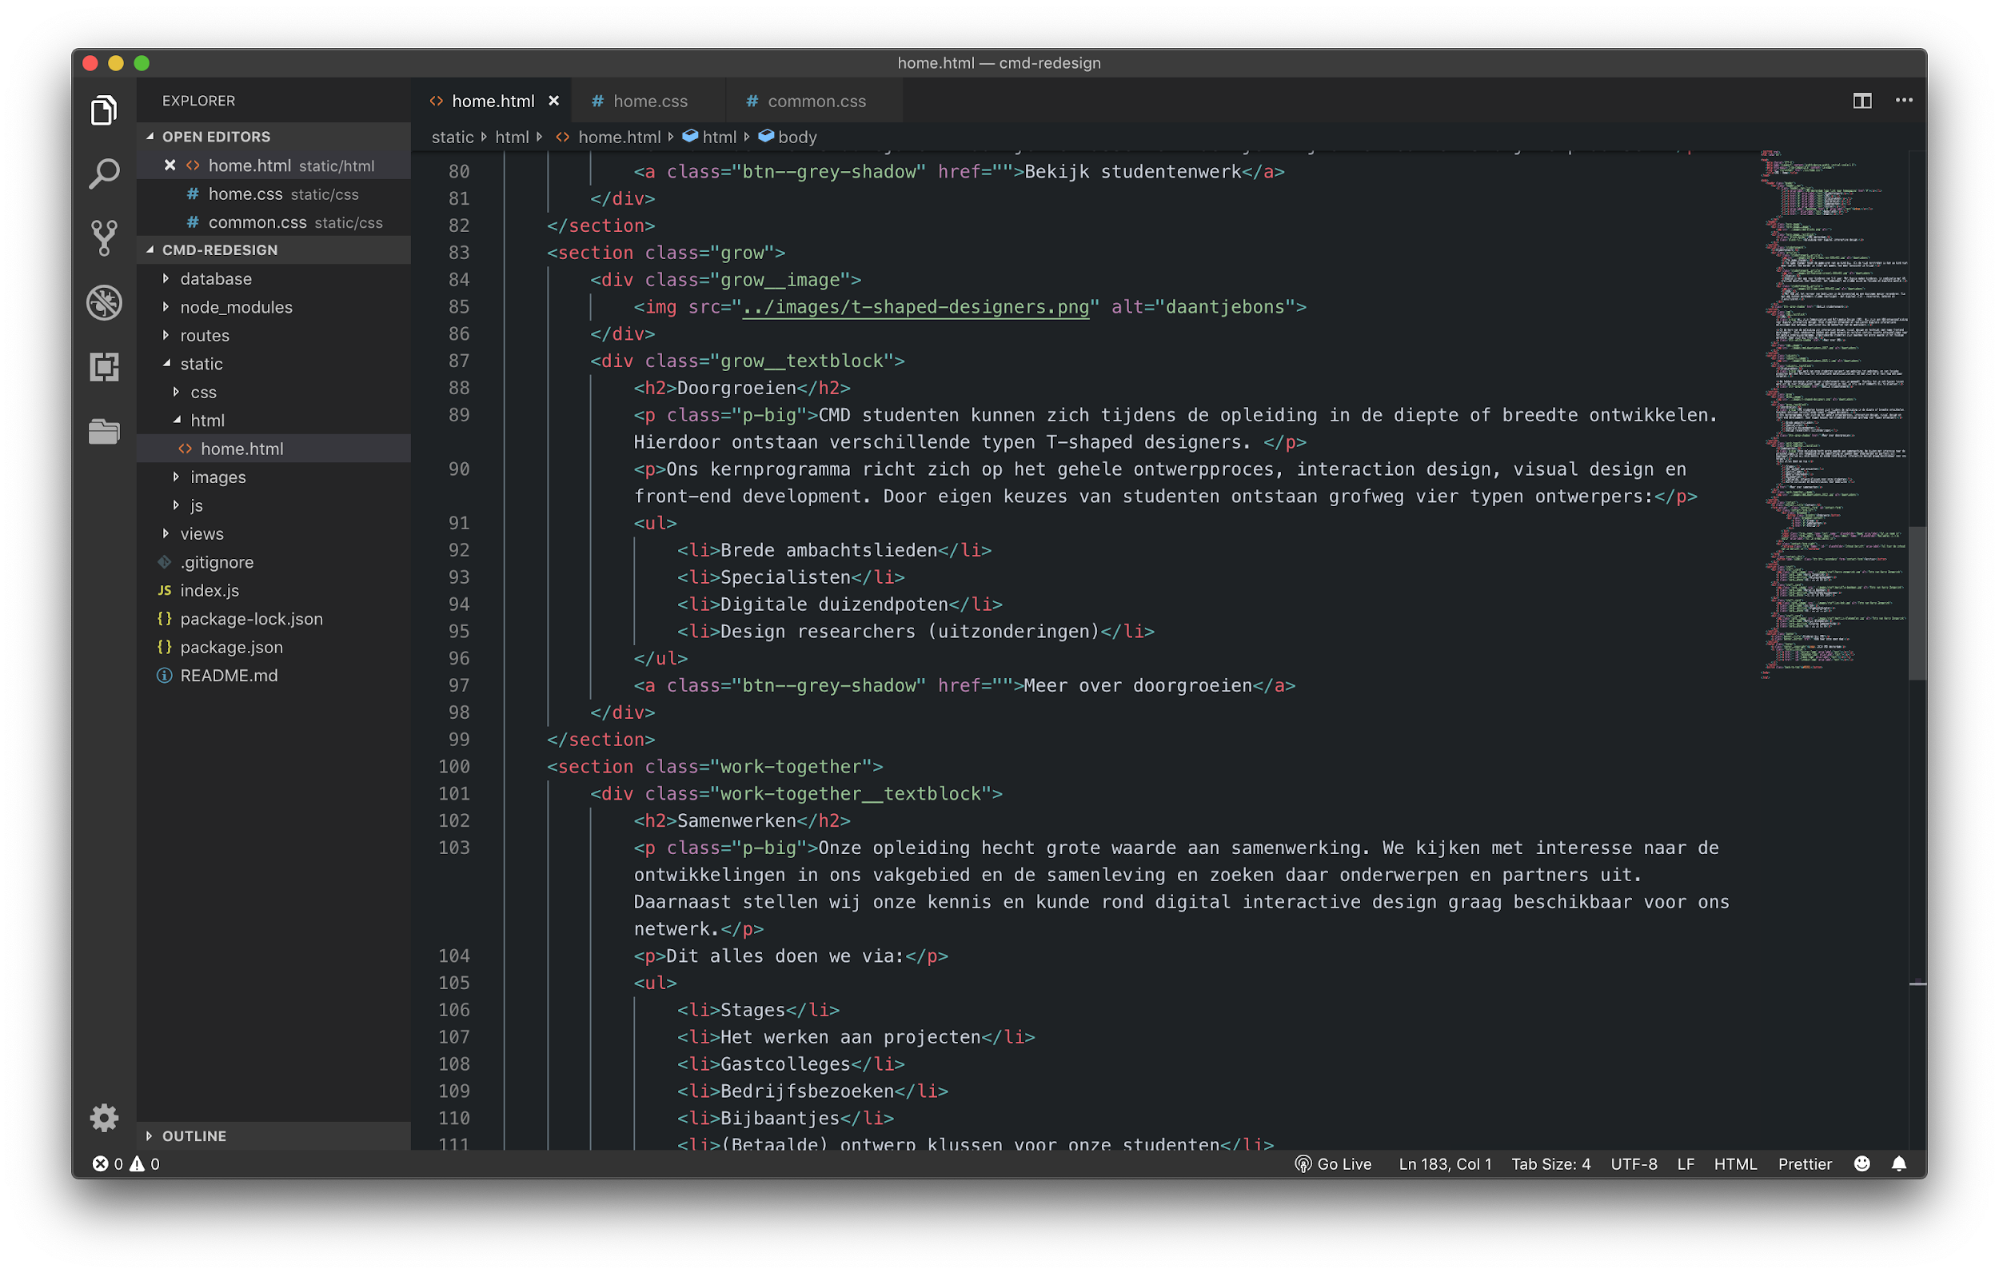 home.html — cmd-redesign
EXPLORER
OPEN EDITORS
home.html static/html
# home.css static/css
# common.css static/css
CMD-REDESIGN
database
node_modules
routes
static
css
html
<> home.html
images
js
views
.gitignore
JS index.js
{} package-lock.json
{} package.json
README.md
OUTLINE
<> home.html ×
# home.css
# common.css
static html <> home.html html body
80 <a class="btn--grey-shadow" href="">Bekijk studentenwerk</a>
81 </div>
82 </section>
83 <section class="grow">
84 <div class="grow__image">
85 <img src="../images/t-shaped-designers.png" alt="daantjebons">
86 </div>
87 <div class="grow__textblock">
88 <h2>Doorgroeien</h2>
89 <p class="p-big">CMD studenten kunnen zich tijdens de opleiding in de diepte of breedte ontwikkelen.
Hierdoor ontstaan verschillende typen T-shaped designers. </p>
90 <p>Ons kernprogramma richt zich op het gehele ontwerpproces, interaction design, visual design en
front-end development. Door eigen keuzes van studenten ontstaan grofweg vier typen ontwerpers:</p>
91 <ul>
92 <li>Brede ambachtslieden</li>
93 <li>Specialisten</li>
94 <li>Digitale duizendpoten</li>
95 <li>Design researchers (uitzonderingen)</li>
96 </ul>
97 <a class="btn--grey-shadow" href="">Meer over doorgroeien</a>
98 </div>
99 </section>
100 <section class="work-together">
101 <div class="work-together__textblock">
102 <h2>Samenwerken</h2>
103 <p class="p-big">Onze opleiding hecht grote waarde aan samenwerking. We kijken met interesse naar de
ontwikkelingen in ons vakgebied en de samenleving en zoeken daar onderwerpen en partners uit.
Daarnaast stellen wij onze kennis en kunde rond digital interactive design graag beschikbaar voor ons
netwerk.</p>
104 <p>Dit alles doen we via:</p>
105 <ul>
106 <li>Stages</li>
107 <li>Het werken aan projecten</li>
108 <li>Gastcolleges</li>
109 <li>Bedrijfsbezoeken</li>
110 <li>Bijbaantjes</li>
111 <li>(Betaalde) ontwerp klussen voor onze studenten</li>
0 0
Go Live Ln 183, Col 1 Tab Size: 4 UTF-8 LF HTML Prettier